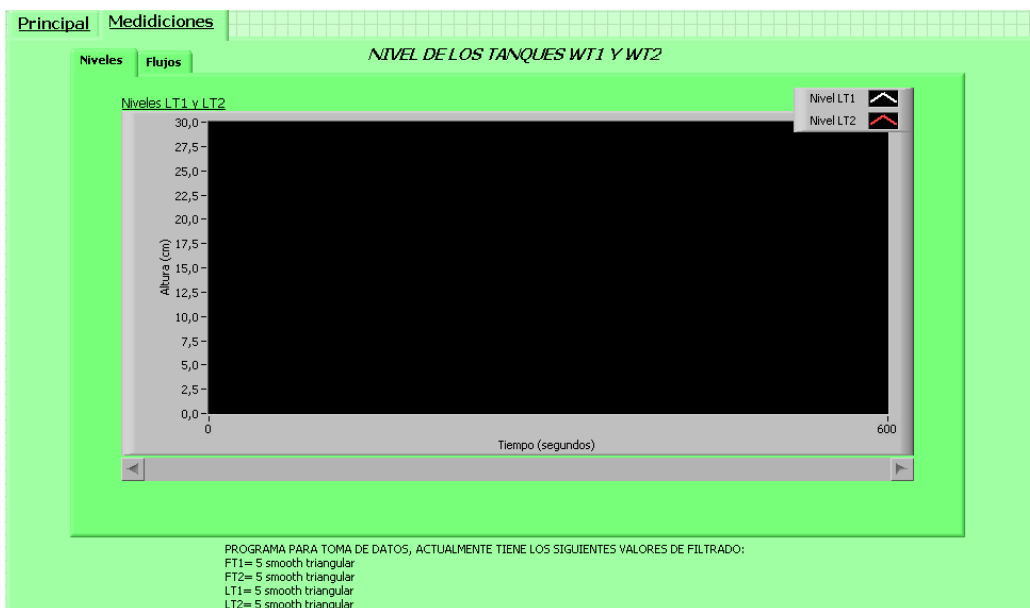 Principal Medidiciones
NIVEL DE LOS TANQUES WT1 Y WT2
Niveles Flujos
Niveles LT1 y LT2
Nivel LT1
Nivel LT2
30,0
27,5
25,0
22,5
20,0
17,5
15,0
12,5
10,0
7,5
5,0
2,5
0,0
Altura (cm)
0 600
Tiempo (segundos)
PROGRAMA PARA TOMA DE DATOS, ACTUALMENTE TIENE LOS SIGUIENTES VALORES DE FILTRADO:
FT1= 5 smooth triangular
FT2= 5 smooth triangular
LT1= 5 smooth triangular
LT2= 5 smooth triangular